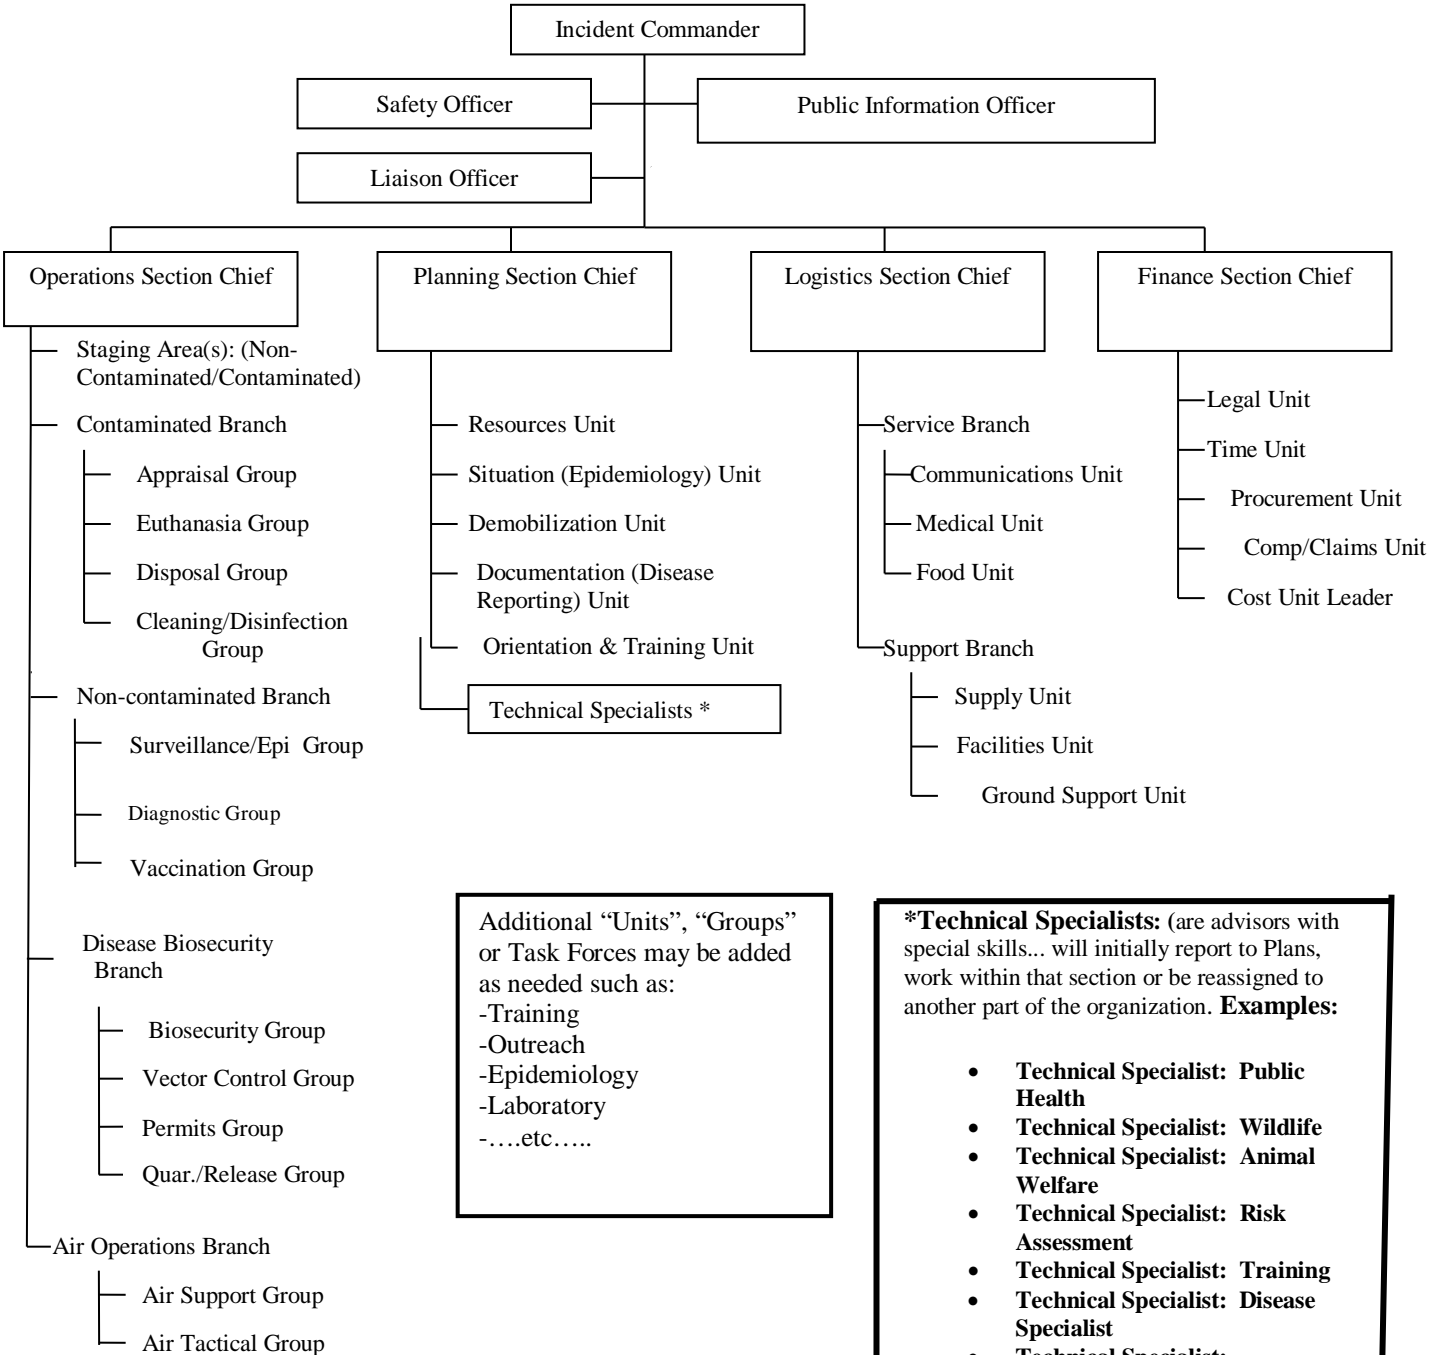 Incident Commander
Safety Officer
Public Information Officer
Liaison Officer
Operations Section Chief
Planning Section Chief
Logistics Section Chief
Finance Section Chief
Staging Area(s): (Non-
Contaminated/Contaminated)
Contaminated Branch
Appraisal Group
Euthanasia Group
Disposal Group
Cleaning/Disinfection
Group
Non-contaminated Branch
Surveillance/Epi Group
Diagnostic Group
Vaccination Group
Disease Biosecurity
Branch
Biosecurity Group
Vector Control Group
Permits Group
Quar./Release Group
Air Operations Branch
Air Support Group
Air Tactical Group
Resources Unit
Situation (Epidemiology) Unit
Demobilization Unit
Documentation (Disease
Reporting) Unit
Orientation & Training Unit
Technical Specialists *
Service Branch
Communications Unit
Medical Unit
Food Unit
Support Branch
Supply Unit
Facilities Unit
Ground Support Unit
Legal Unit
Time Unit
Procurement Unit
Comp/Claims Unit
Cost Unit Leader
Additional “Units”, “Groups”
or Task Forces may be added
as needed such as:
-Training
-Outreach
-Epidemiology
-Laboratory
-….etc…..
*Technical Specialists: (are advisors with
special skills... will initially report to Plans,
work within that section or be reassigned to
another part of the organization. Examples:
• Technical Specialist: Public
Health
• Technical Specialist: Wildlife
• Technical Specialist: Animal
Welfare
• Technical Specialist: Risk
Assessment
• Technical Specialist: Training
• Technical Specialist: Disease
Specialist
• Technical Specialist: